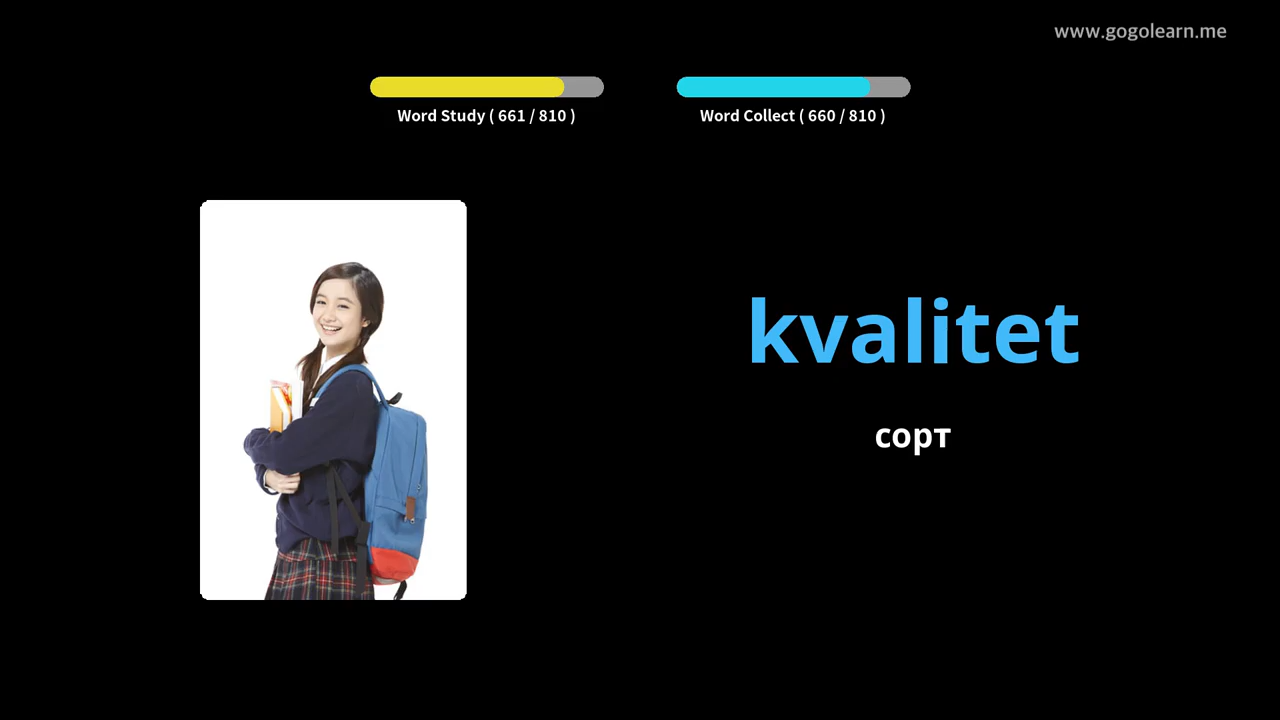 www.gogolearn.me
Word Study ( 661 / 810 )
Word Collect ( 660 / 810 )
kvalitet
сорт